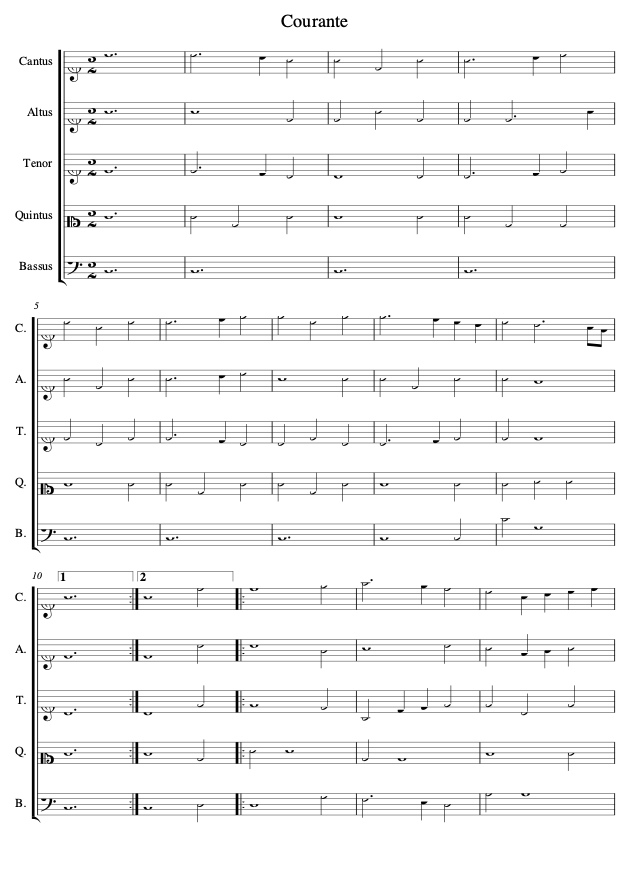 Courante
Cantus
Altus
Tenor
Quintus
Bassus
5
C.
A.
T.
Q.
B.
10
1 2
C.
A.
T.
Q.
B.